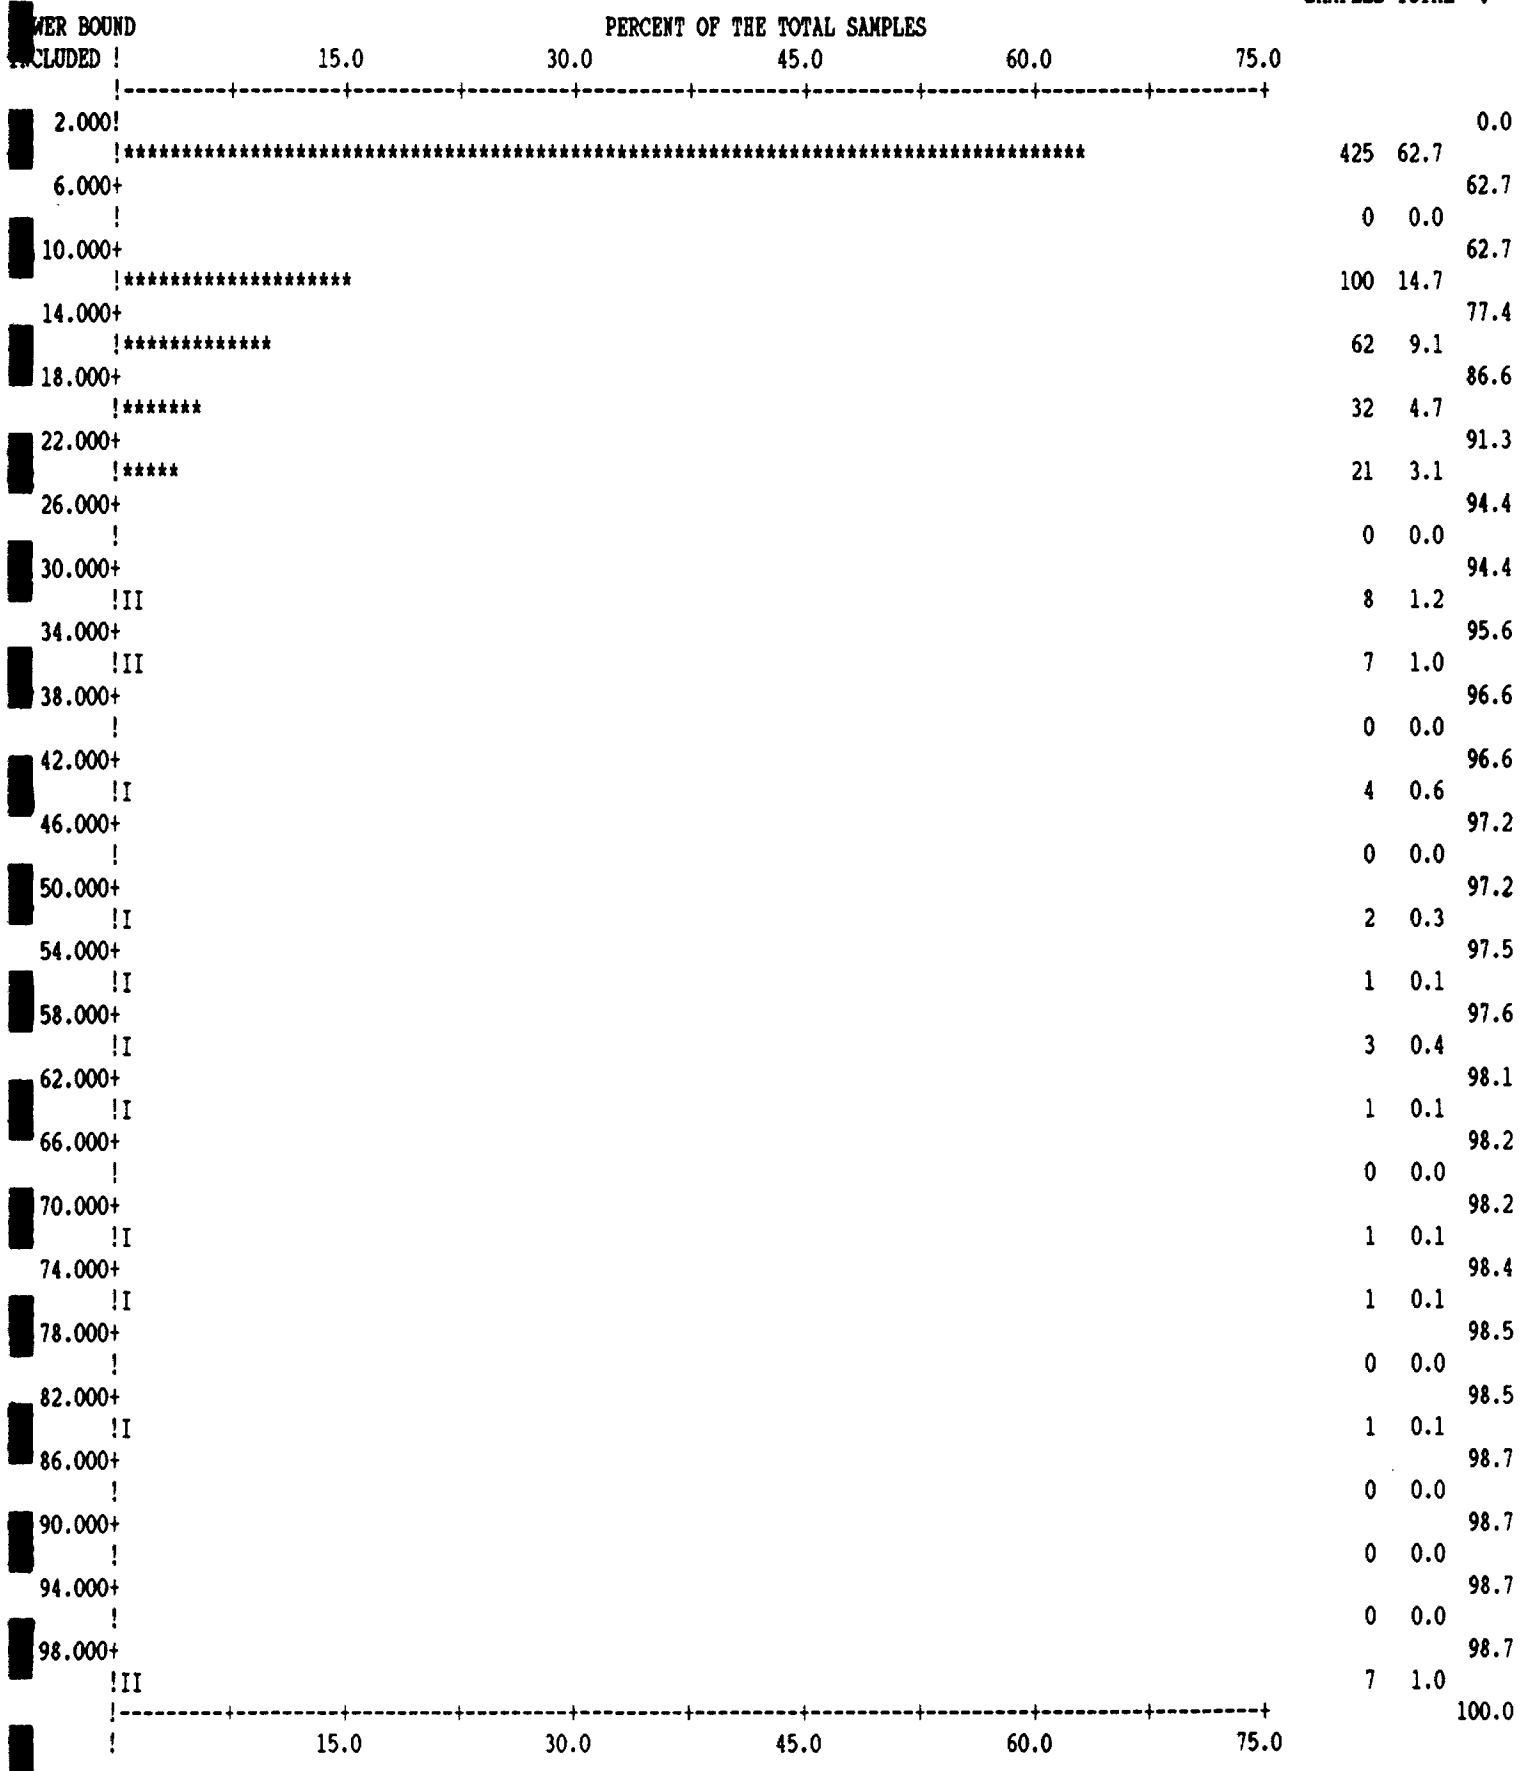 PERCENT OF THE TOTAL SAMPLES
BOUND
! 15.0 30.0 45.0 60.0 75.0
!---------+---------+---------+---------+---------+---------+---------+---------+---------+---------+
2.000! 0.0
!*************************************************************************************** 425 62.7
6.000+ 62.7
! 0 0.0
10.000+ 62.7
!******************** 100 14.7
14.000+ 77.4
!************* 62 9.1
18.000+ 86.6
!******* 32 4.7
22.000+ 91.3
!***** 21 3.1
26.000+ 94.4
! 0 0.0
30.000+ 94.4
!II 8 1.2
34.000+ 95.6
!II 7 1.0
38.000+ 96.6
! 0 0.0
42.000+ 96.6
!I 4 0.6
46.000+ 97.2
! 0 0.0
50.000+ 97.2
!I 2 0.3
54.000+ 97.5
!I 1 0.1
58.000+ 97.6
!I 3 0.4
62.000+ 98.1
!I 1 0.1
66.000+ 98.2
! 0 0.0
70.000+ 98.2
!I 1 0.1
74.000+ 98.4
!I 1 0.1
78.000+ 98.5
! 0 0.0
82.000+ 98.5
!I 1 0.1
86.000+ 98.7
! 0 0.0
90.000+ 98.7
! 0 0.0
94.000+ 98.7
! 0 0.0
98.000+ 98.7
!II 7 1.0
!---------+---------+---------+---------+---------+---------+---------+---------+---------+---------+ 100.0
! 15.0 30.0 45.0 60.0 75.0